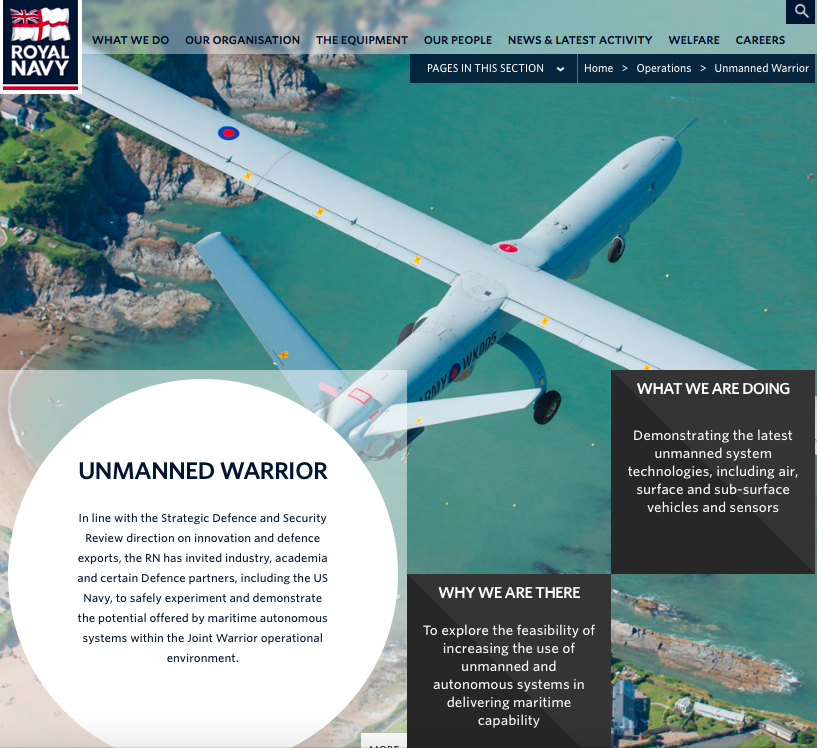 ROYAL
NAVY
WHAT WE DO OUR ORGANISATION THE EQUIPMENT OUR PEOPLE NEWS & LATEST ACTIVITY WELFARE CAREERS
PAGES IN THIS SECTION Home > Operations > Unmanned Warrior
ARMY WK005
UNMANNED WARRIOR
In line with the Strategic Defence and Security
Review direction on innovation and defence
exports, the RN has invited industry, academia
and certain Defence partners, including the US
Navy, to safely experiment and demonstrate
the potential offered by maritime autonomous
systems within the Joint Warrior operational
environment.
MORE
WHAT WE ARE DOING
Demonstrating the latest
unmanned system
technologies, including air,
surface and sub-surface
vehicles and sensors
WHY WE ARE THERE
To explore the feasibility of
increasing the use of
unmanned and
autonomous systems in
delivering maritime
capability